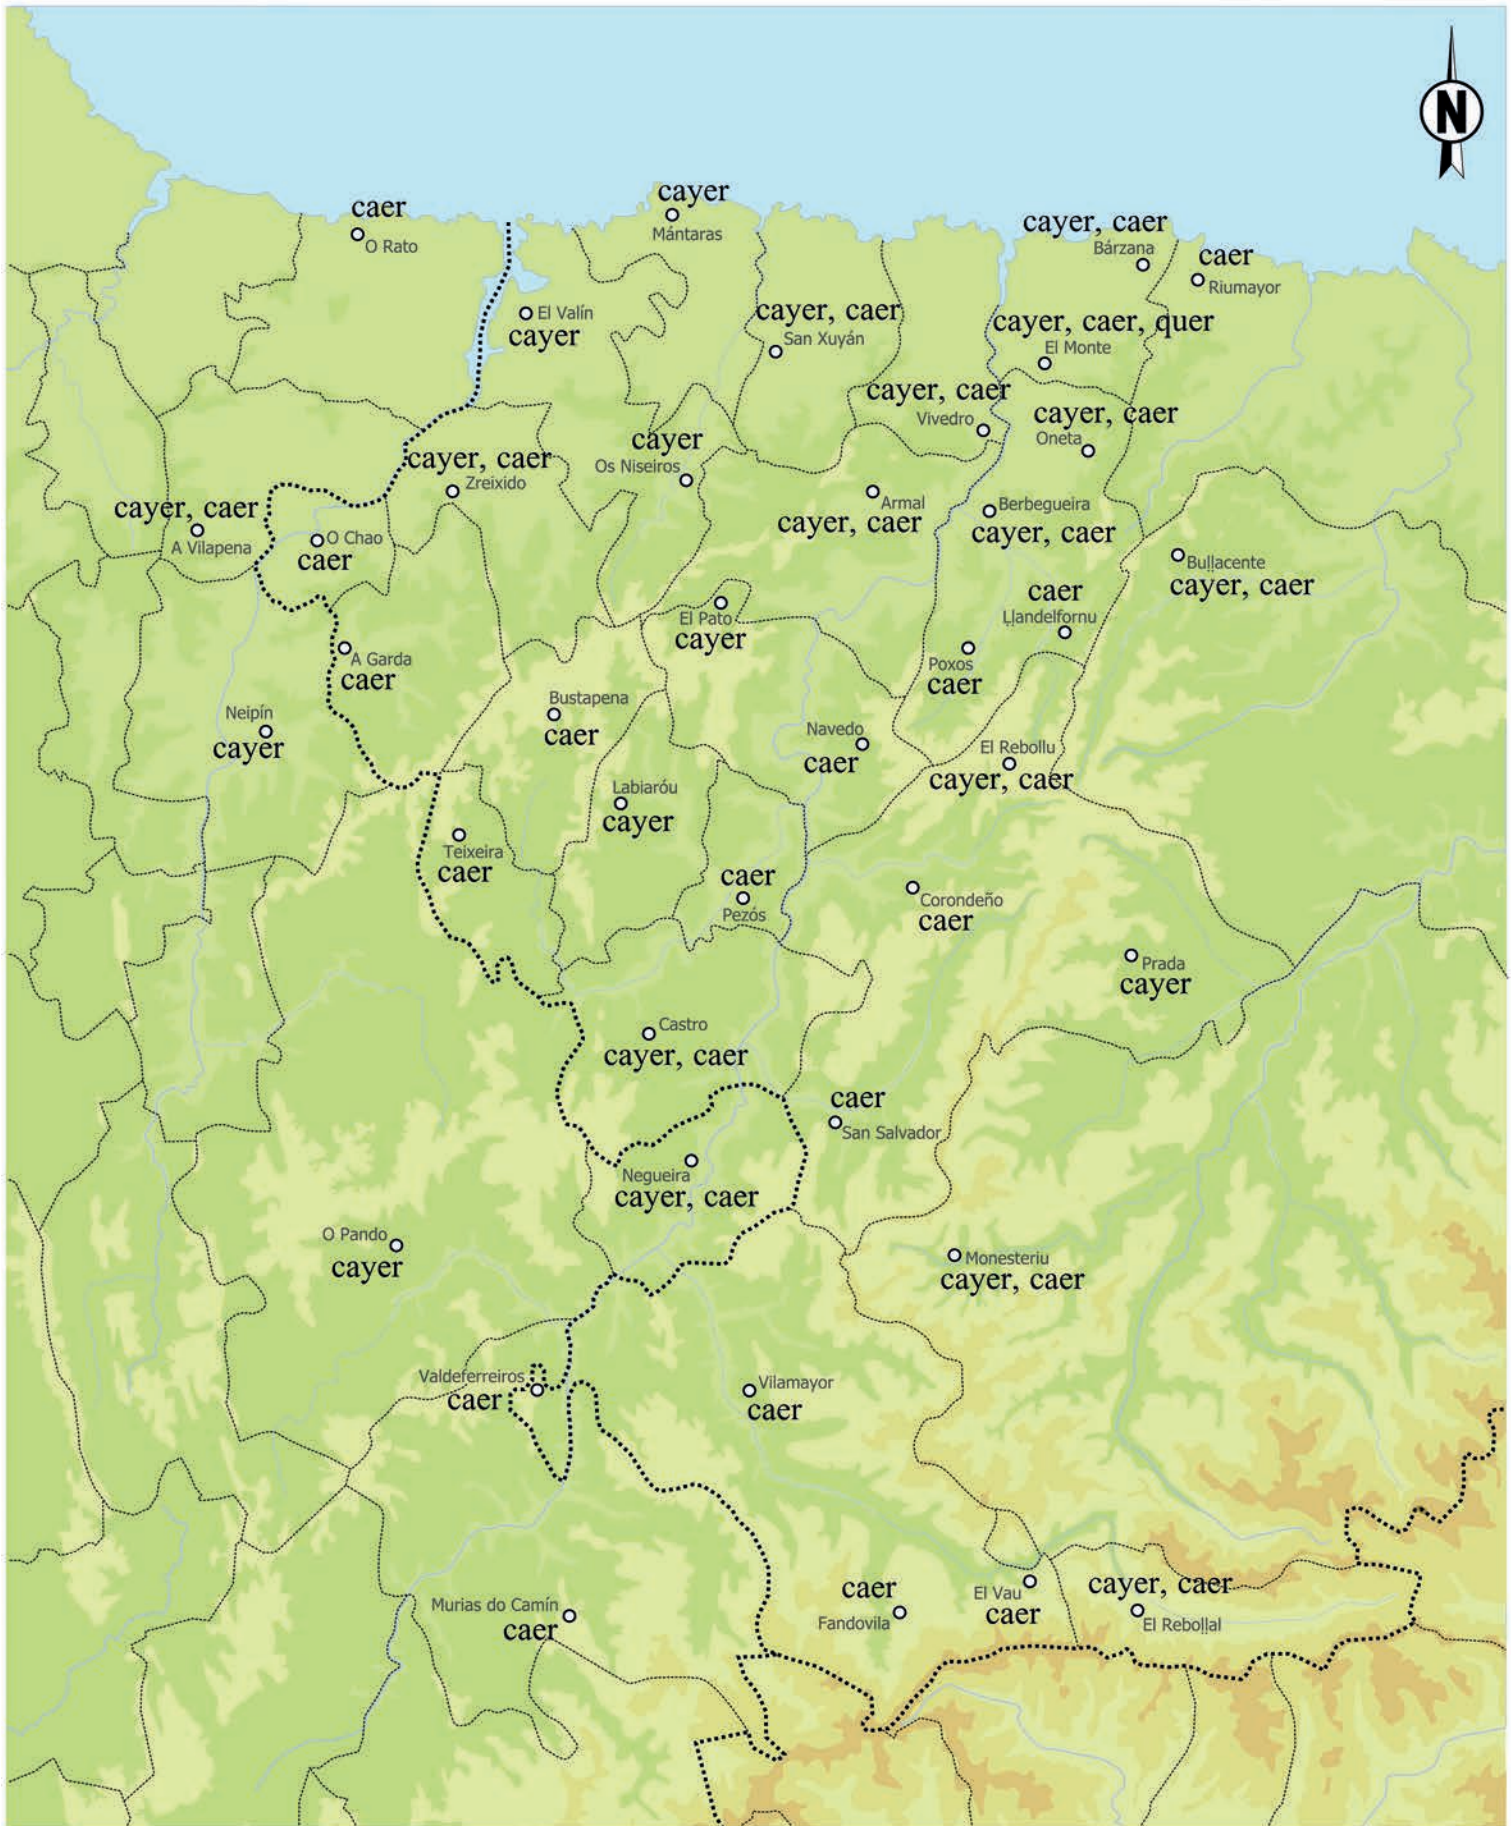 N
cayer
Mántaras
caer
O Rato
cayer, caer
Bárzana
caer
Riumayor
El Valín
cayer
cayer, caer
San Xuyán
cayer, caer, quer
El Monte
cayer, caer
Vivedro
cayer, caer
Oneta
cayer
Os Niseiros
cayer, caer
Zreixido
cayer, caer
A Vilapena
O Chao
caer
Armal
cayer, caer
Berbegueira
cayer, caer
Buḷḷacente
cayer, caer
caer
Ḷḷandelfornu
El Pato
cayer
A Garda
caer
Poxos
caer
Neipín
cayer
Bustapena
caer
Navedo
caer
El Rebollu
cayer, caer
Labiaróu
cayer
Teixeira
caer
caer
Pezós
Corondeño
caer
Prada
cayer
Castro
cayer, caer
caer
San Salvador
Negueira
cayer, caer
O Pando
cayer
Monesteriu
cayer, caer
Valdeferreiros
caer
Vilamayor
caer
Murias do Camín
caer
caer
Fandovila
El Vau
caer
cayer, caer
El Reboḷḷal